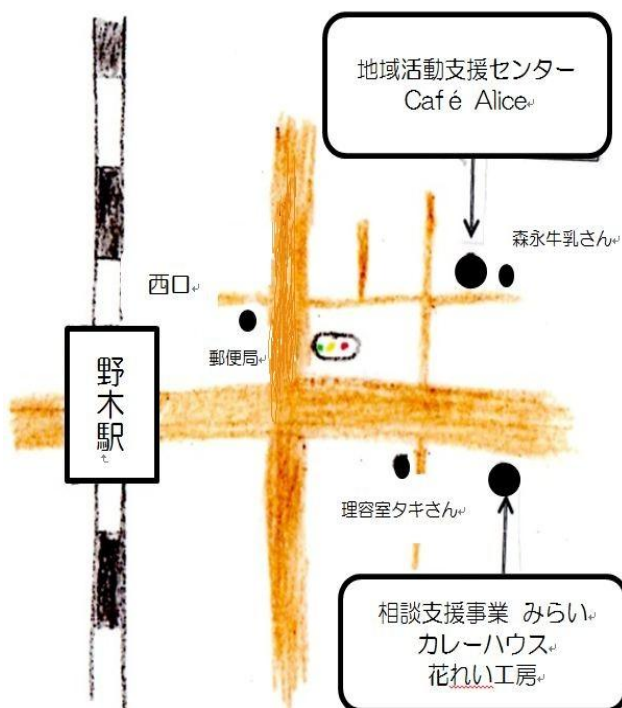 地域活動支援センター
Café Alice
森永牛乳さん
西口
郵便局
野木駅
理容室タキさん
相談支援事業 みらい
カレーハウス
花れい工房